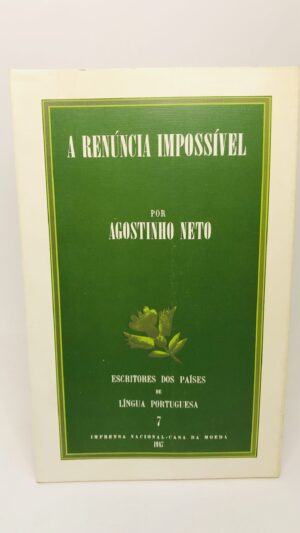 A RENÚNCIA IMPOSSÍVEL
POR
AGOSTINHO NETO
ESCRITORES DOS PAÍSES
DE
LÍNGUA PORTUGUESA
7
IMPRENSA NACIONAL-CASA DA MOEDA
1987